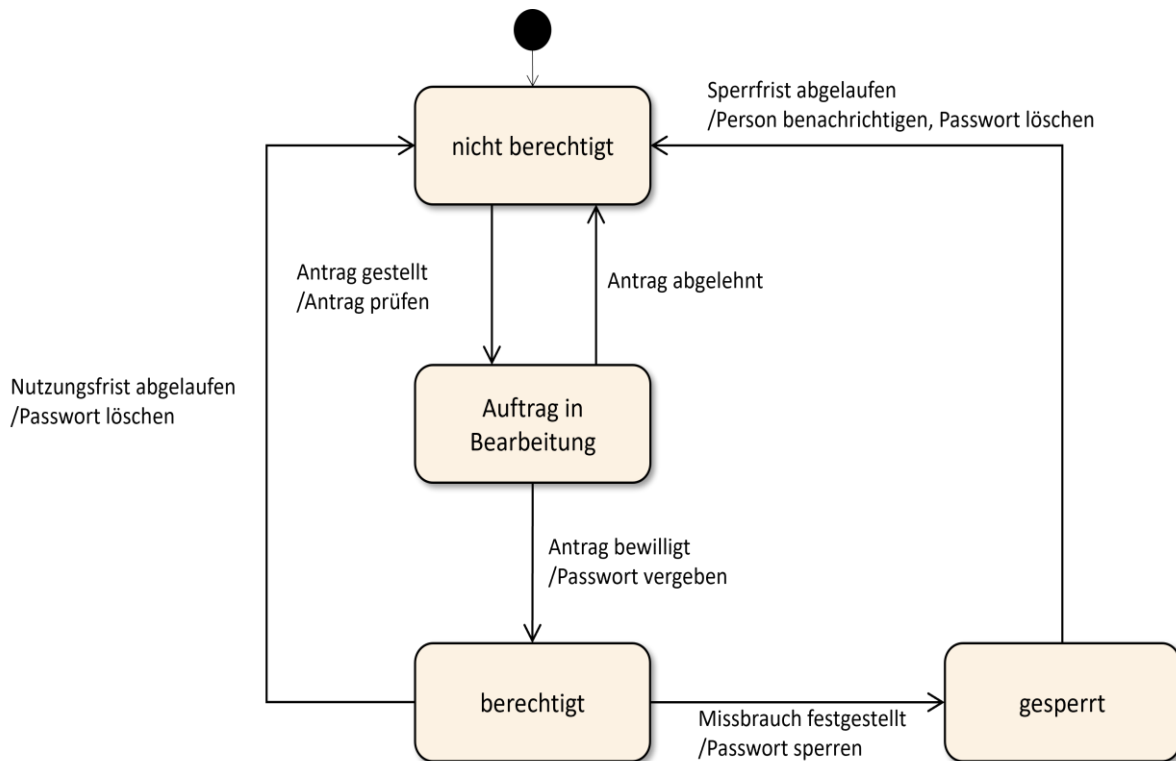 Sperrfrist abgelaufen
/Person benachrichtigen, Passwort löschen
nicht berechtigt
Antrag gestellt
/Antrag prüfen
Antrag abgelehnt
Nutzungsfrist abgelaufen
/Passwort löschen
Auftrag in
Bearbeitung
Antrag bewilligt
/Passwort vergeben
berechtigt
Missbrauch festgestellt
/Passwort sperren
gesperrt